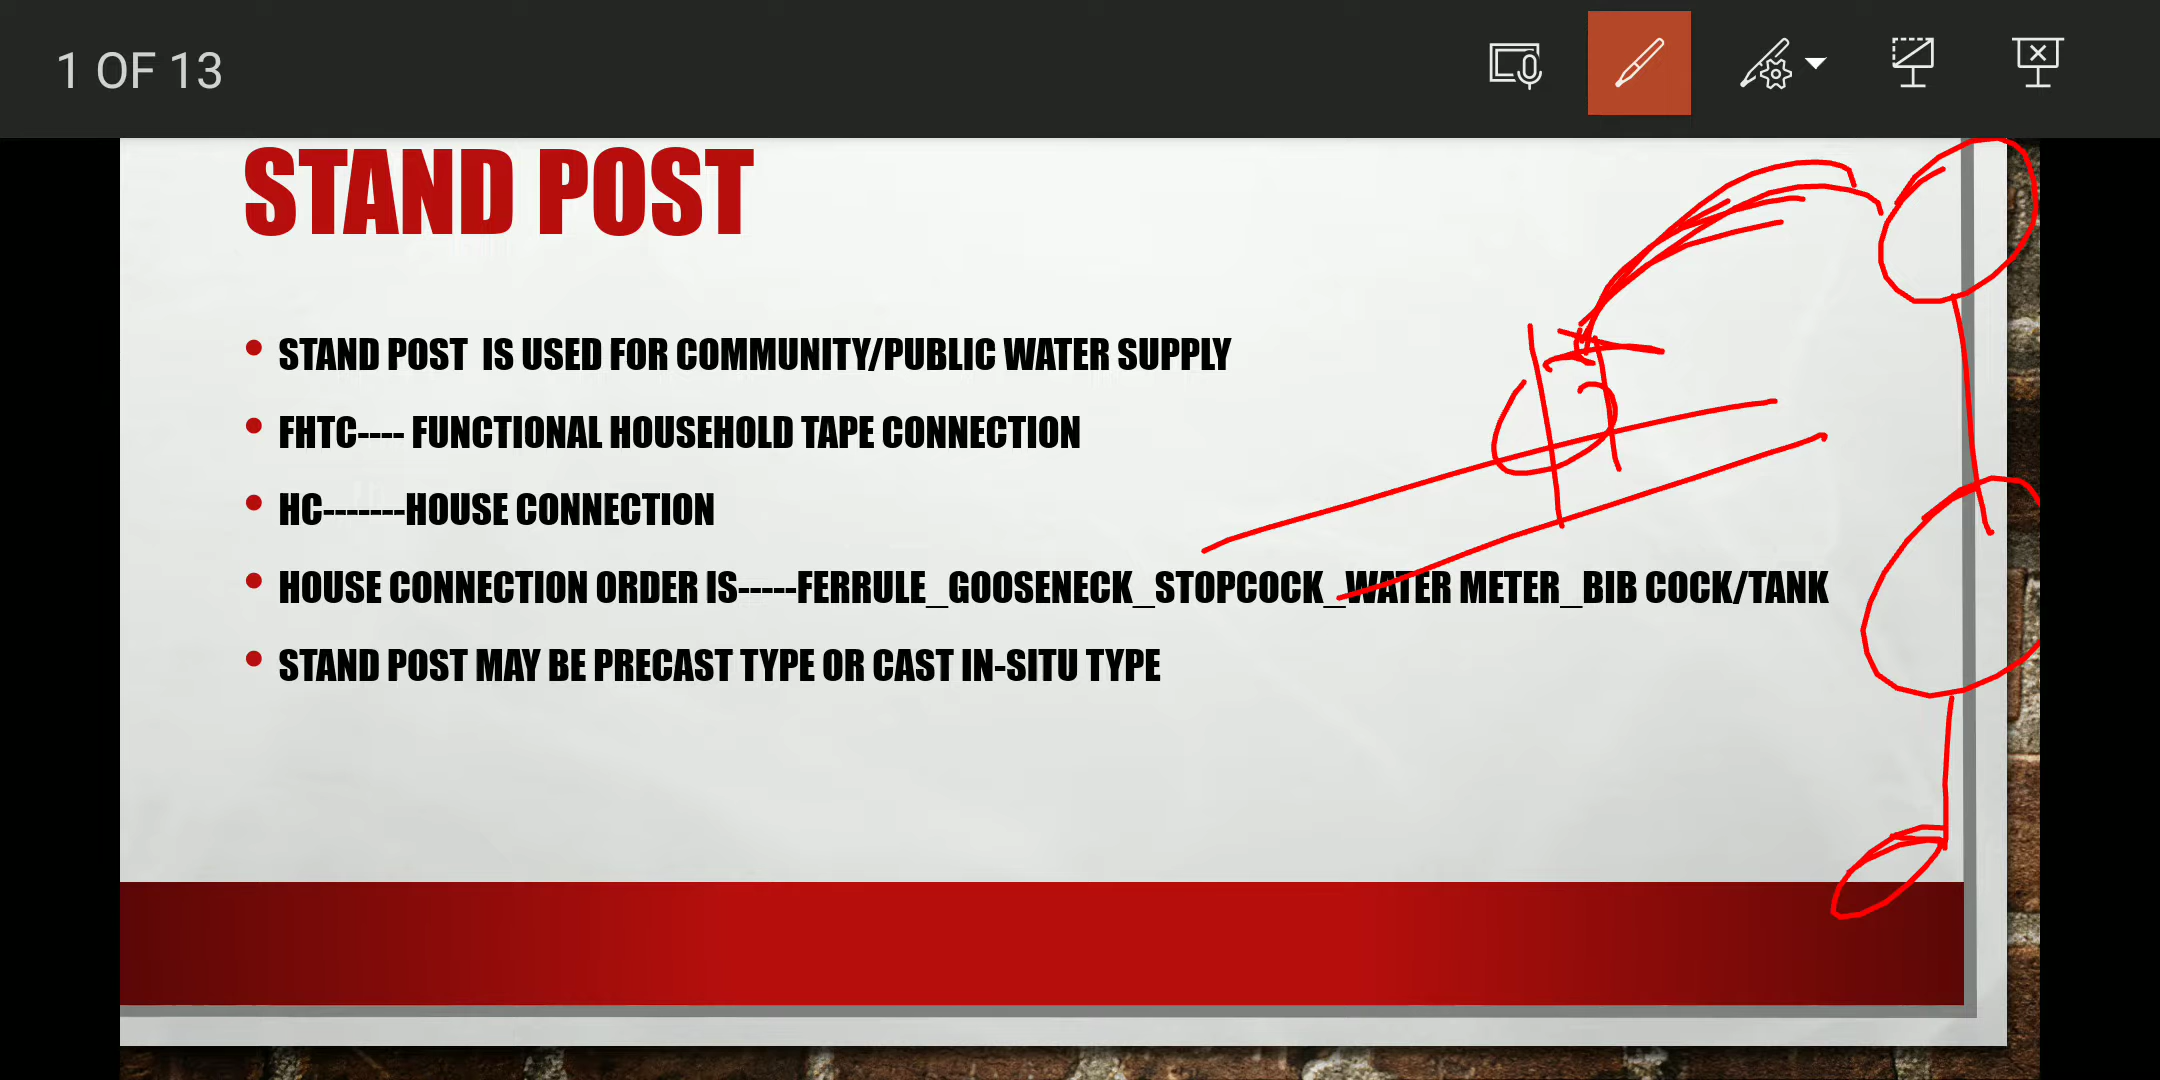 1 OF 13
STAND POST
• STAND POST IS USED FOR COMMUNITY/PUBLIC WATER SUPPLY
• FHTC---- FUNCTIONAL HOUSEHOLD TAPE CONNECTION
• HC-------HOUSE CONNECTION
• HOUSE CONNECTION ORDER IS-----FERRULE_GOOSENECK_STOPCOCK_WATER METER_BIB COCK/TANK
• STAND POST MAY BE PRECAST TYPE OR CAST IN-SITU TYPE